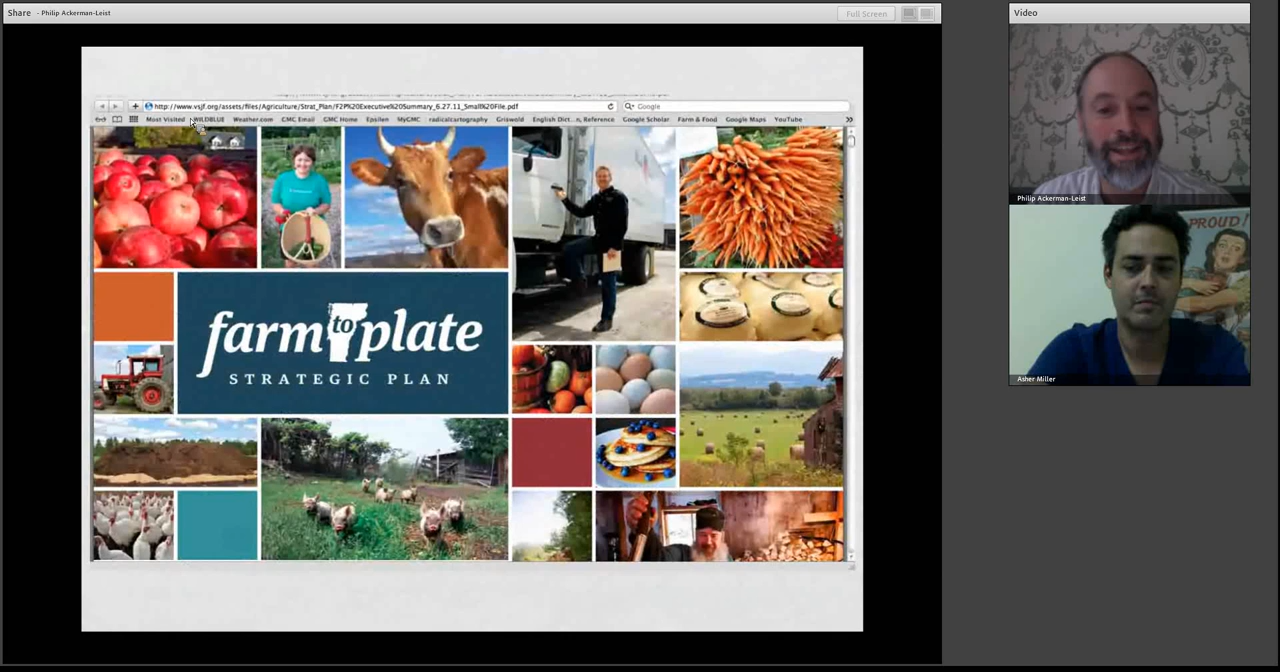 Share - Philip Ackerman-Leist
Full Screen
Video
http://www.vsjf.org/assets/files/Agriculture/Strat_Plan/F2P%20Executive%20Summary_6.27.11_Small%20File.pdf
Google
Most Visited WILDBLUE Weather.com GMC Email GMC Home Epsilen MyGMC radicalcartography Griswold English Dict...n, Reference Google Scholar Farm & Food Google Maps YouTube
farm to plate
STRATEGIC PLAN
Philip Ackerman-Leist
PROUD!
Asher Miller